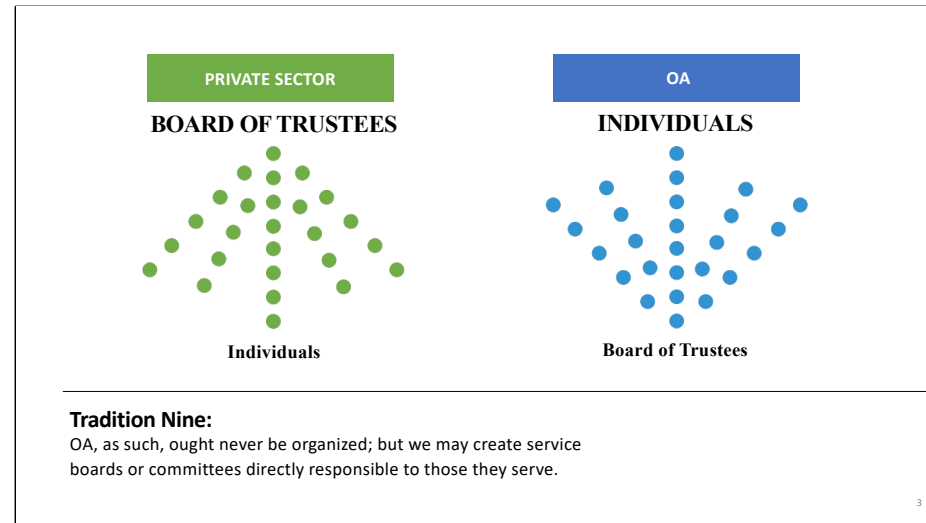 PRIVATE SECTOR
OA
BOARD OF TRUSTEES
INDIVIDUALS
Individuals
Board of Trustees
Tradition Nine:
OA, as such, ought never be organized; but we may create service
boards or committees directly responsible to those they serve.
3